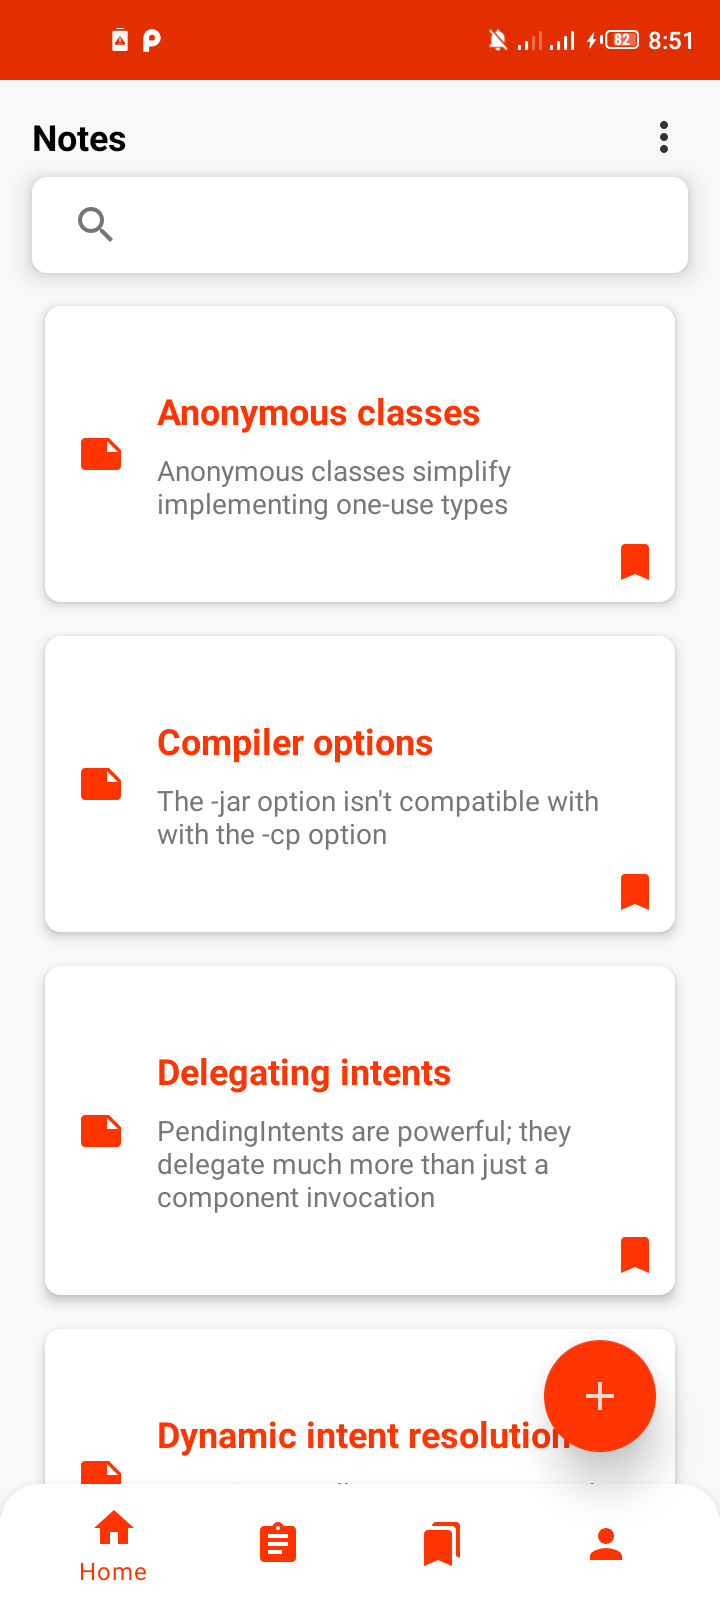 82 8:51
Notes
Anonymous classes
Anonymous classes simplify
implementing one-use types
Compiler options
The -jar option isn't compatible with
with the -cp option
Delegating intents
PendingIntents are powerful; they
delegate much more than just a
component invocation
Dynamic intent resolution
Home